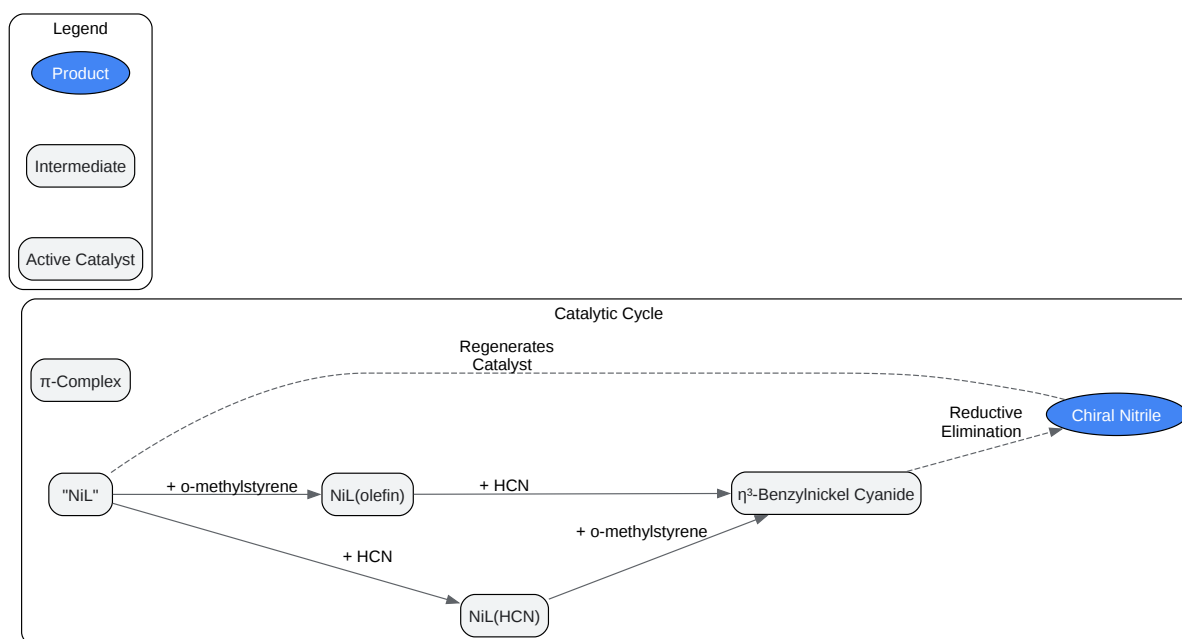 Legend
Product
Intermediate
Active Catalyst
Catalytic Cycle
Regenerates
Catalyst
π-Complex
Chiral Nitrile
Reductive
Elimination
"NiL"
+ o-methylstyrene
NiL(olefin)
+ HCN
η³-Benzylnickel Cyanide
+ o-methylstyrene
+ HCN
NiL(HCN)